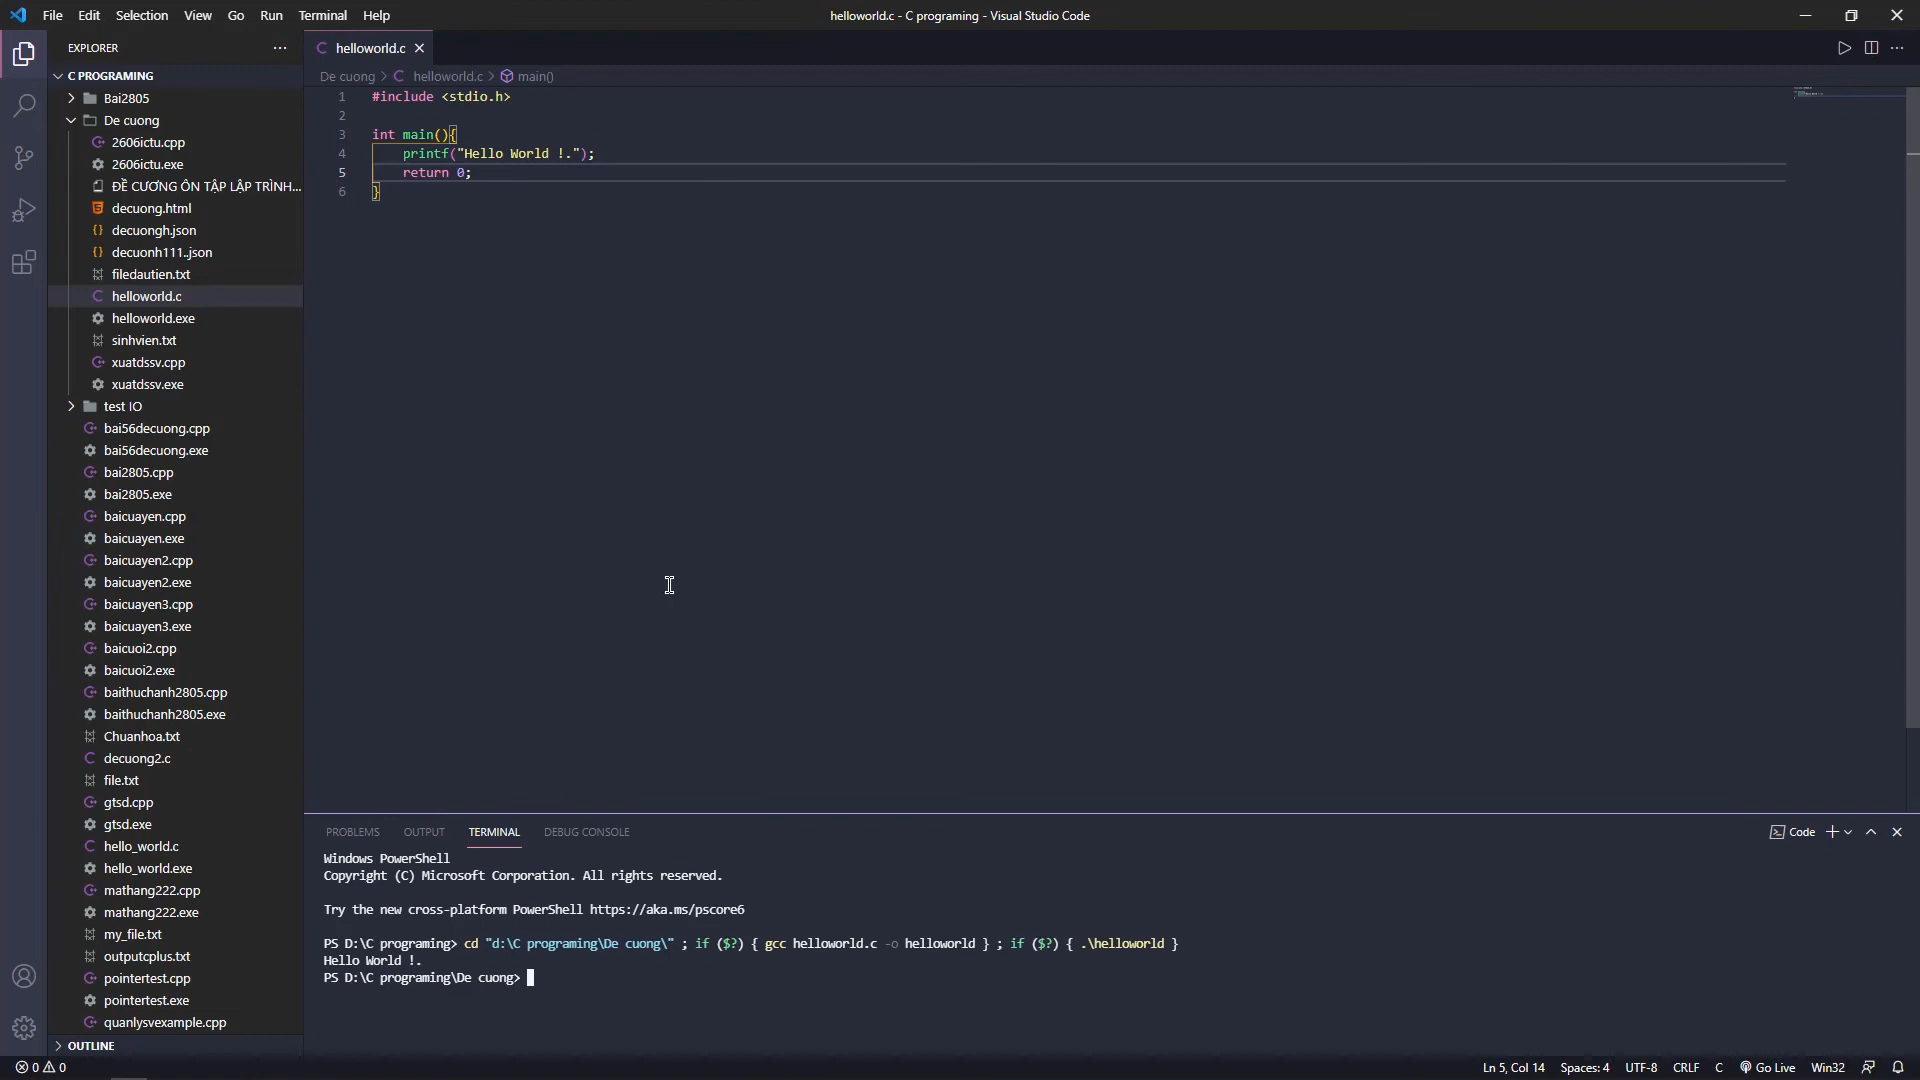 File Edit Selection View Go Run Terminal Help
helloworld.c - C programing - Visual Studio Code
EXPLORER
C PROGRAMING
Bai2805
De cuong
2606ictu.cpp
2606ictu.exe
ĐỀ CƯƠNG ÔN TẬP LẬP TRÌNH...
decuong.html
decuongh.json
decuonh111..json
filedautien.txt
helloworld.c
helloworld.exe
sinhvien.txt
xuatdssv.cpp
xuatdssv.exe
test IO
bai56decuong.cpp
bai56decuong.exe
bai2805.cpp
bai2805.exe
baicuayen.cpp
baicuayen.exe
baicuayen2.cpp
baicuayen2.exe
baicuayen3.cpp
baicuayen3.exe
baicuoi2.cpp
baicuoi2.exe
baithuchanh2805.cpp
baithuchanh2805.exe
Chuanhoa.txt
decuong2.c
file.txt
gtsd.cpp
gtsd.exe
hello_world.c
hello_world.exe
mathang222.cpp
mathang222.exe
my_file.txt
outputcplus.txt
pointertest.cpp
pointertest.exe
quanlysvexample.cpp
OUTLINE
helloworld.c
De cuong > helloworld.c > main()
1 #include <stdio.h>
2
3 int main(){
4 printf("Hello World !.");
5 return 0;
6 }
PROBLEMS OUTPUT TERMINAL DEBUG CONSOLE
Code
Windows PowerShell
Copyright (C) Microsoft Corporation. All rights reserved.
Try the new cross-platform PowerShell https://aka.ms/pscore6
PS D:\C programing> cd "d:\C programing\De cuong\" ; if ($?) { gcc helloworld.c -o helloworld } ; if ($?) { .\helloworld }
Hello World !.
PS D:\C programing\De cuong>
0 0
Ln 5, Col 14 Spaces: 4 UTF-8 CRLF C Go Live Win32